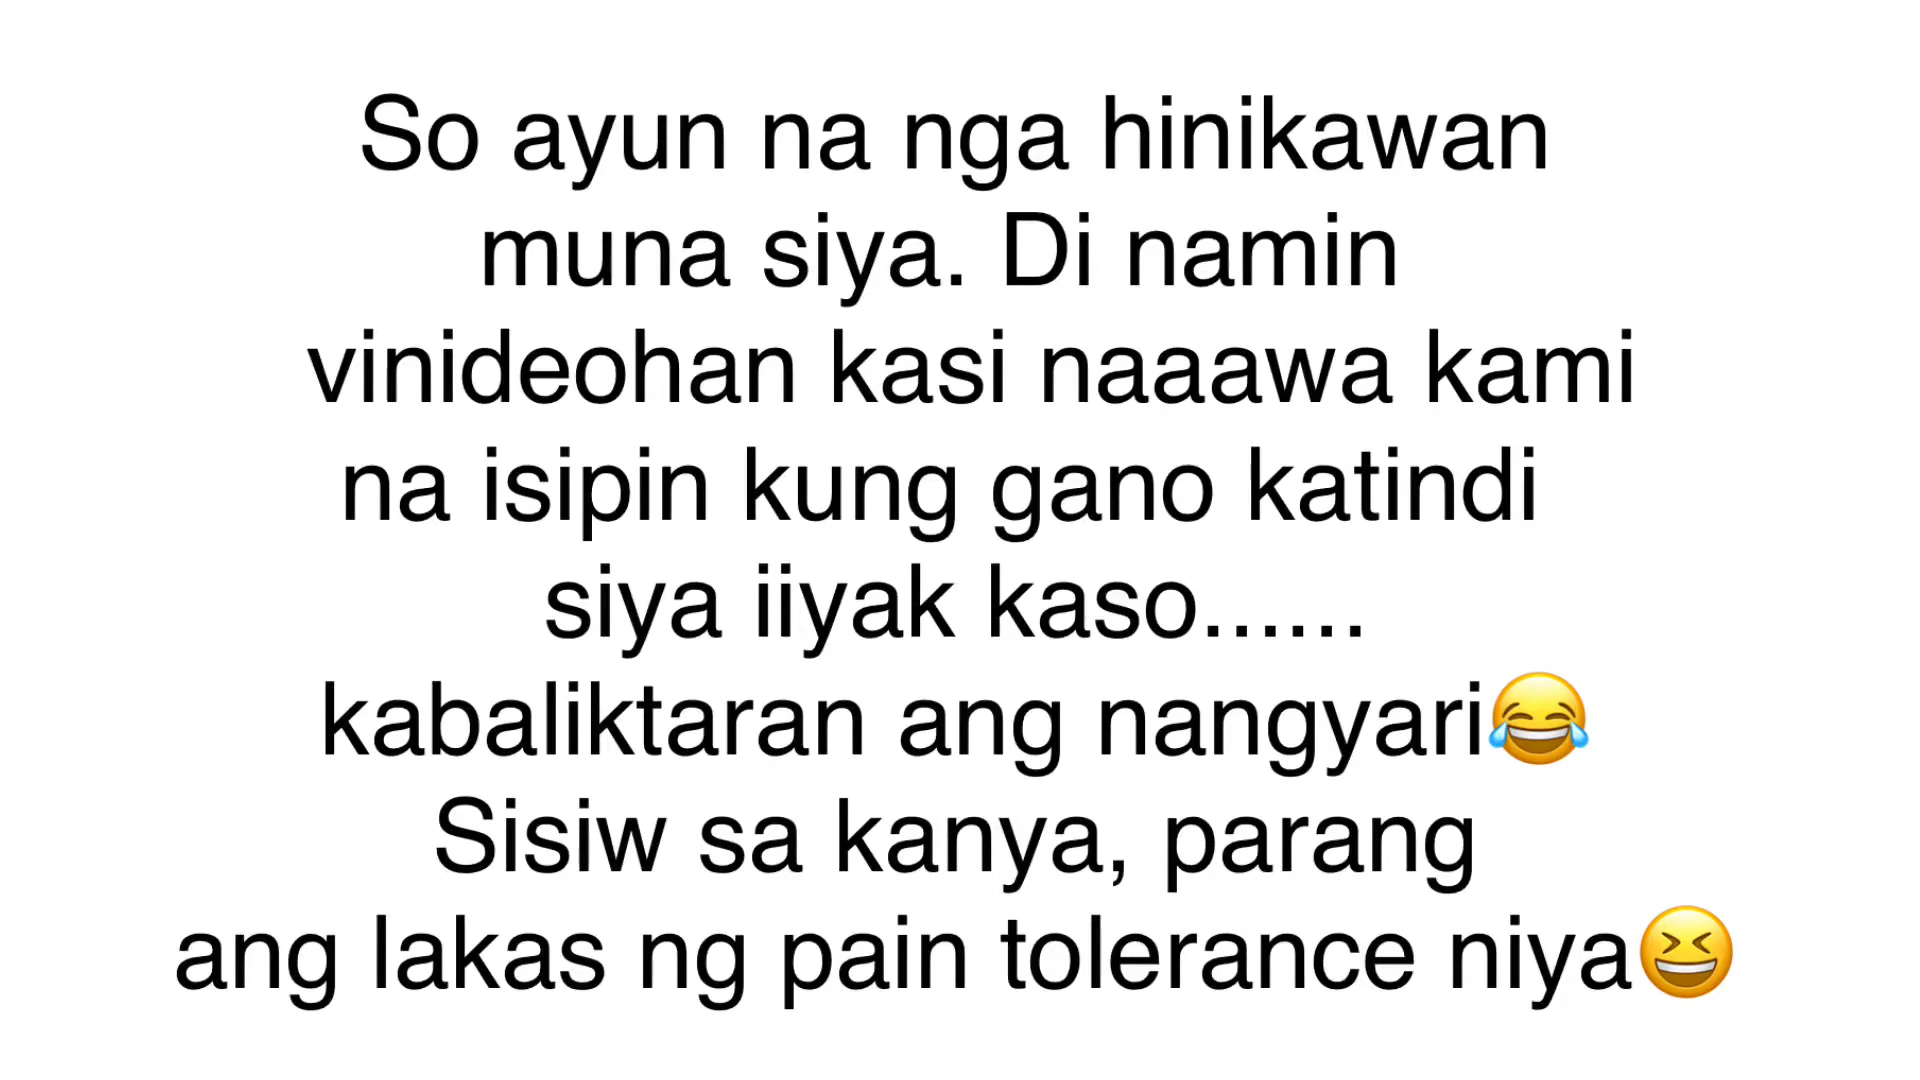 So ayun na nga hinikawan
muna siya. Di namin
vinideohan kasi naaawa kami
na isipin kung gano katindi
siya iiyak kaso......
kabaliktaran ang nangyari😂
Sisiw sa kanya, parang
ang lakas ng pain tolerance niya😆